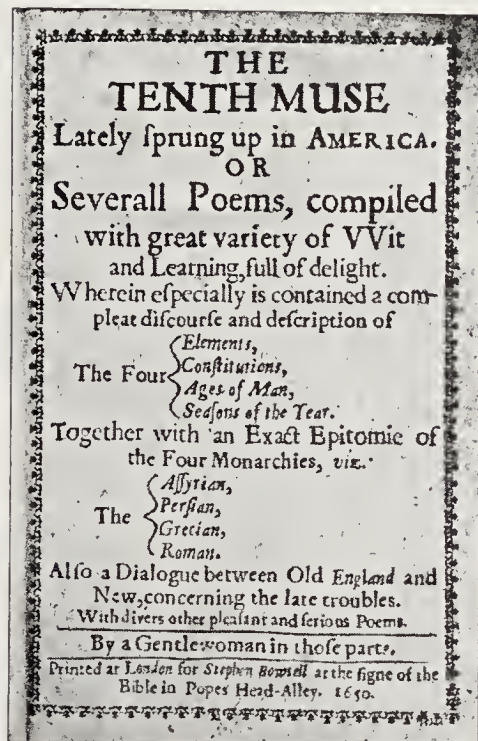 THE
TENTH MUSE
Lately ſprung up in AMERICA.
OR
Severall Poems, compiled
with great variety of VVit
and Learning, full of delight.
Wherein eſpecially is contained a com-
pleat diſcourſe and deſcription of
The Four
Elements,
Conſtitutions,
Ages of Man,
Seaſons of the Year.
Together with an Exact Epitomie of
the Four Monarchies, viz.
The
Aſſyrian,
Perſian,
Grecian,
Roman.
Alſo a Dialogue between Old England and
New, concerning the late troubles.
With divers other pleaſant and ſerious Poems.
By a Gentlewoman in thoſe parts.
Printed at London for Stephen Bowtell at the ſigne of the
Bible in Popes Head-Alley. 1650.